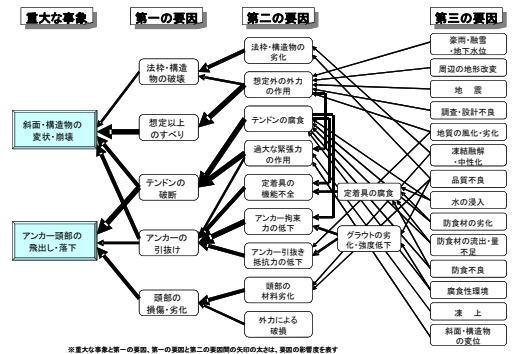 重大な事象
第一の要因
第二の要因
第三の要因
斜面・構造物の
変状・崩壊
アンカー頭部の
飛出し・落下
法枠・構造
物の破壊
想定以上
のすべり
テンドンの
破断
アンカーの
引抜け
頭部の
損傷・劣化
法枠・構造物の
劣化
想定外の外力
の作用
テンドンの腐食
過大な緊張力
の作用
定着具の
機能不全
アンカー拘束
力の低下
アンカー引抜き
抵抗力の低下
頭部の
材料劣化
外力による
破損
定着具の腐食
グラウトの劣
化・強度低下
豪雨・融雪
・地下水位
周辺の地形改変
地　震
調査・設計不良
地質の風化・劣化
凍結融解
・中性化
品質不良
水の浸入
防食材の劣化
防食材の流出・量
不足
防食不良
腐食性環境
凍　上
斜面・構造物
の変位
※重大な事象と第一の要因、第一の要因と第二の要因間の矢印の太さは、要因の影響度を表す